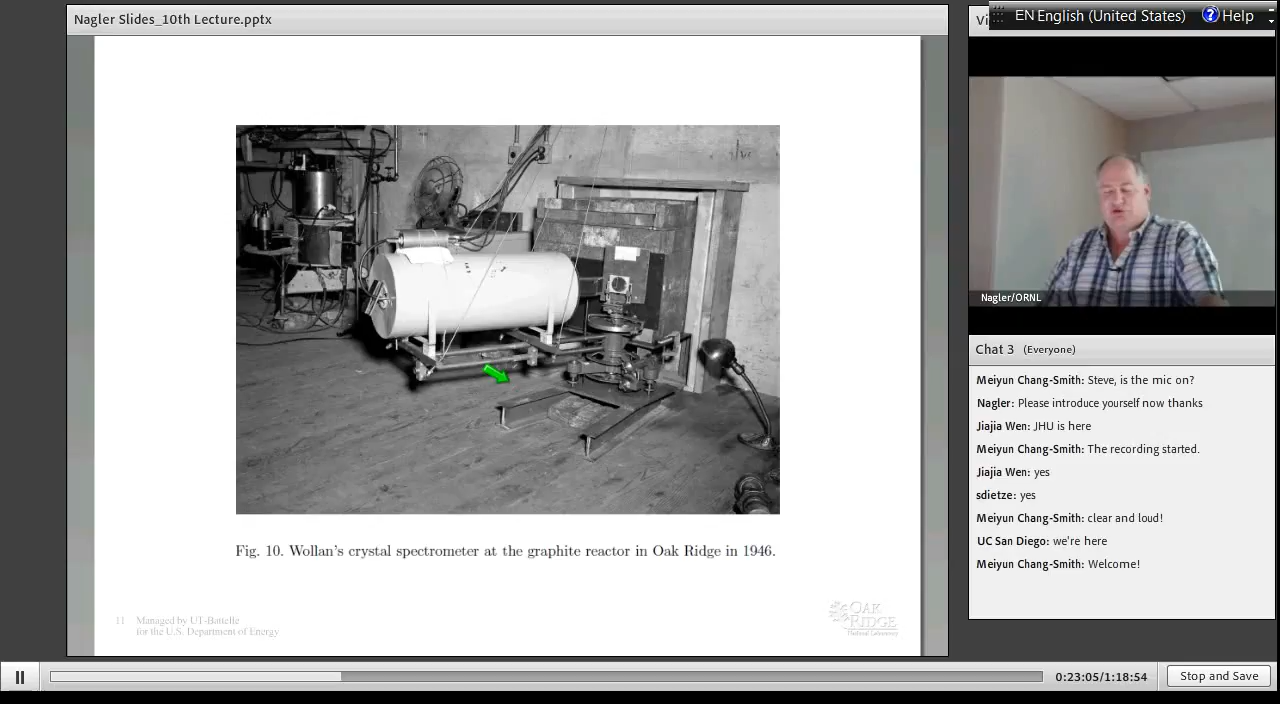 Nagler Slides_10th Lecture.pptx
Vi
EN English (United States)
Help
Fig. 10. Wollan's crystal spectrometer at the graphite reactor in Oak Ridge in 1946.
11 Managed by UT-Battelle
for the U.S. Department of Energy
OAK
RIDGE
National Laboratory
Nagler/ORNL
Chat 3 (Everyone)
Meiyun Chang-Smith: Steve, is the mic on?
Nagler: Please introduce yourself now thanks
Jiajia Wen: JHU is here
Meiyun Chang-Smith: The recording started.
Jiajia Wen: yes
sdietze: yes
Meiyun Chang-Smith: clear and loud!
UC San Diego: we're here
Meiyun Chang-Smith: Welcome!
0:23:05/1:18:54
Stop and Save